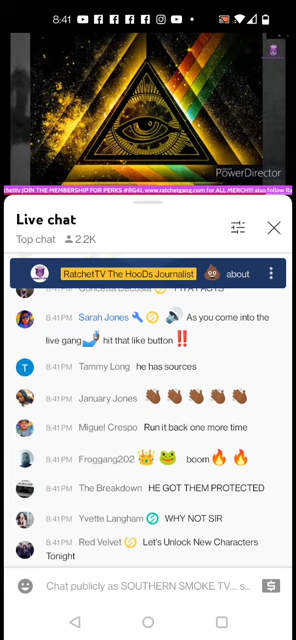 8:41
PowerDirector
chettv JOIN THE MEMBERSHIP FOR PERKS #RG4L www.ratchetgang.com for ALL MERCH!! also follow Ra
Live chat
Top chat 2.2K
RatchetTV The HooDs Journalist about
8:41 PM Sarah Jones As you come into the
live gang hit that like button
T 8:41 PM Tammy Long he has sources
8:41 PM January Jones
8:41 PM Miguel Crespo Run it back one more time
8:41 PM Froggang202 boom
8:41 PM The Breakdown HE GOT THEM PROTECTED
8:41 PM Yvette Langham WHY NOT SIR
8:41 PM Red Velvet Let's Unlock New Characters
Tonight
Chat publicly as SOUTHERN SMOKE TV... s...